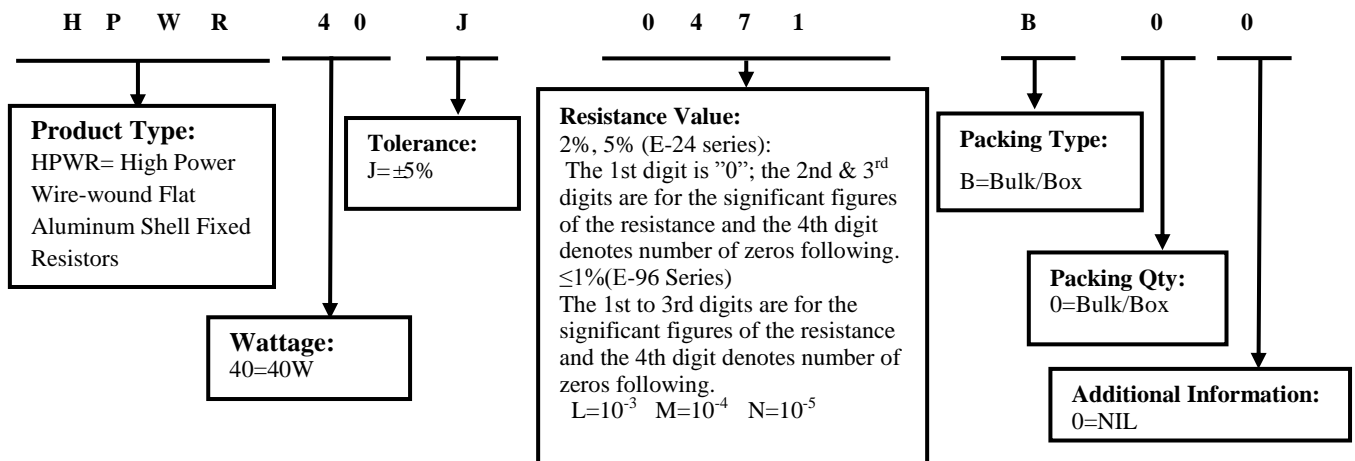 H P W R 4 0 J 0 4 7 1 B 0 0
Product Type:
HPWR= High Power
Wire-wound Flat
Aluminum Shell Fixed
Resistors
Wattage:
40=40W
Tolerance:
J=±5%
Resistance Value:
2%, 5% (E-24 series):
The 1st digit is ”0”; the 2nd & 3rd
digits are for the significant figures
of the resistance and the 4th digit
denotes number of zeros following.
≤1%(E-96 Series)
The 1st to 3rd digits are for the
significant figures of the resistance
and the 4th digit denotes number of
zeros following.
L=10-3 M=10-4 N=10-5
Packing Type:
B=Bulk/Box
Packing Qty:
0=Bulk/Box
Additional Information:
0=NIL